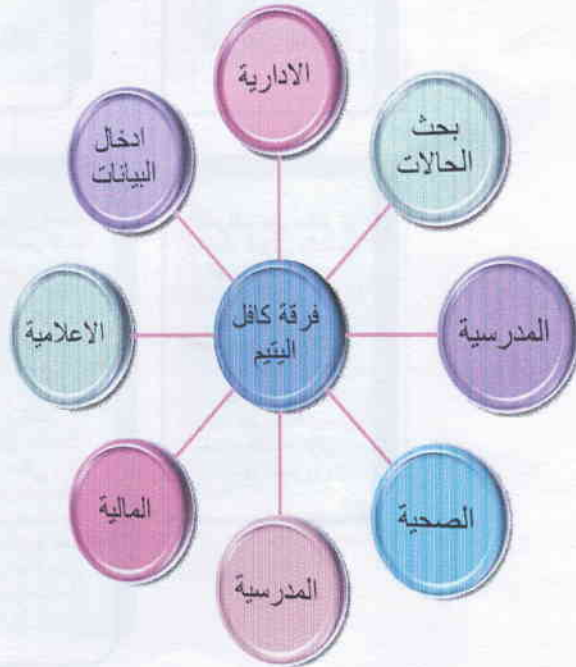 الادارية
بحث
الحالات
ادخال
البيانات
فرقة كافل
اليتيم
المدرسية
الاعلامية
الصحية
المالية
المدرسية